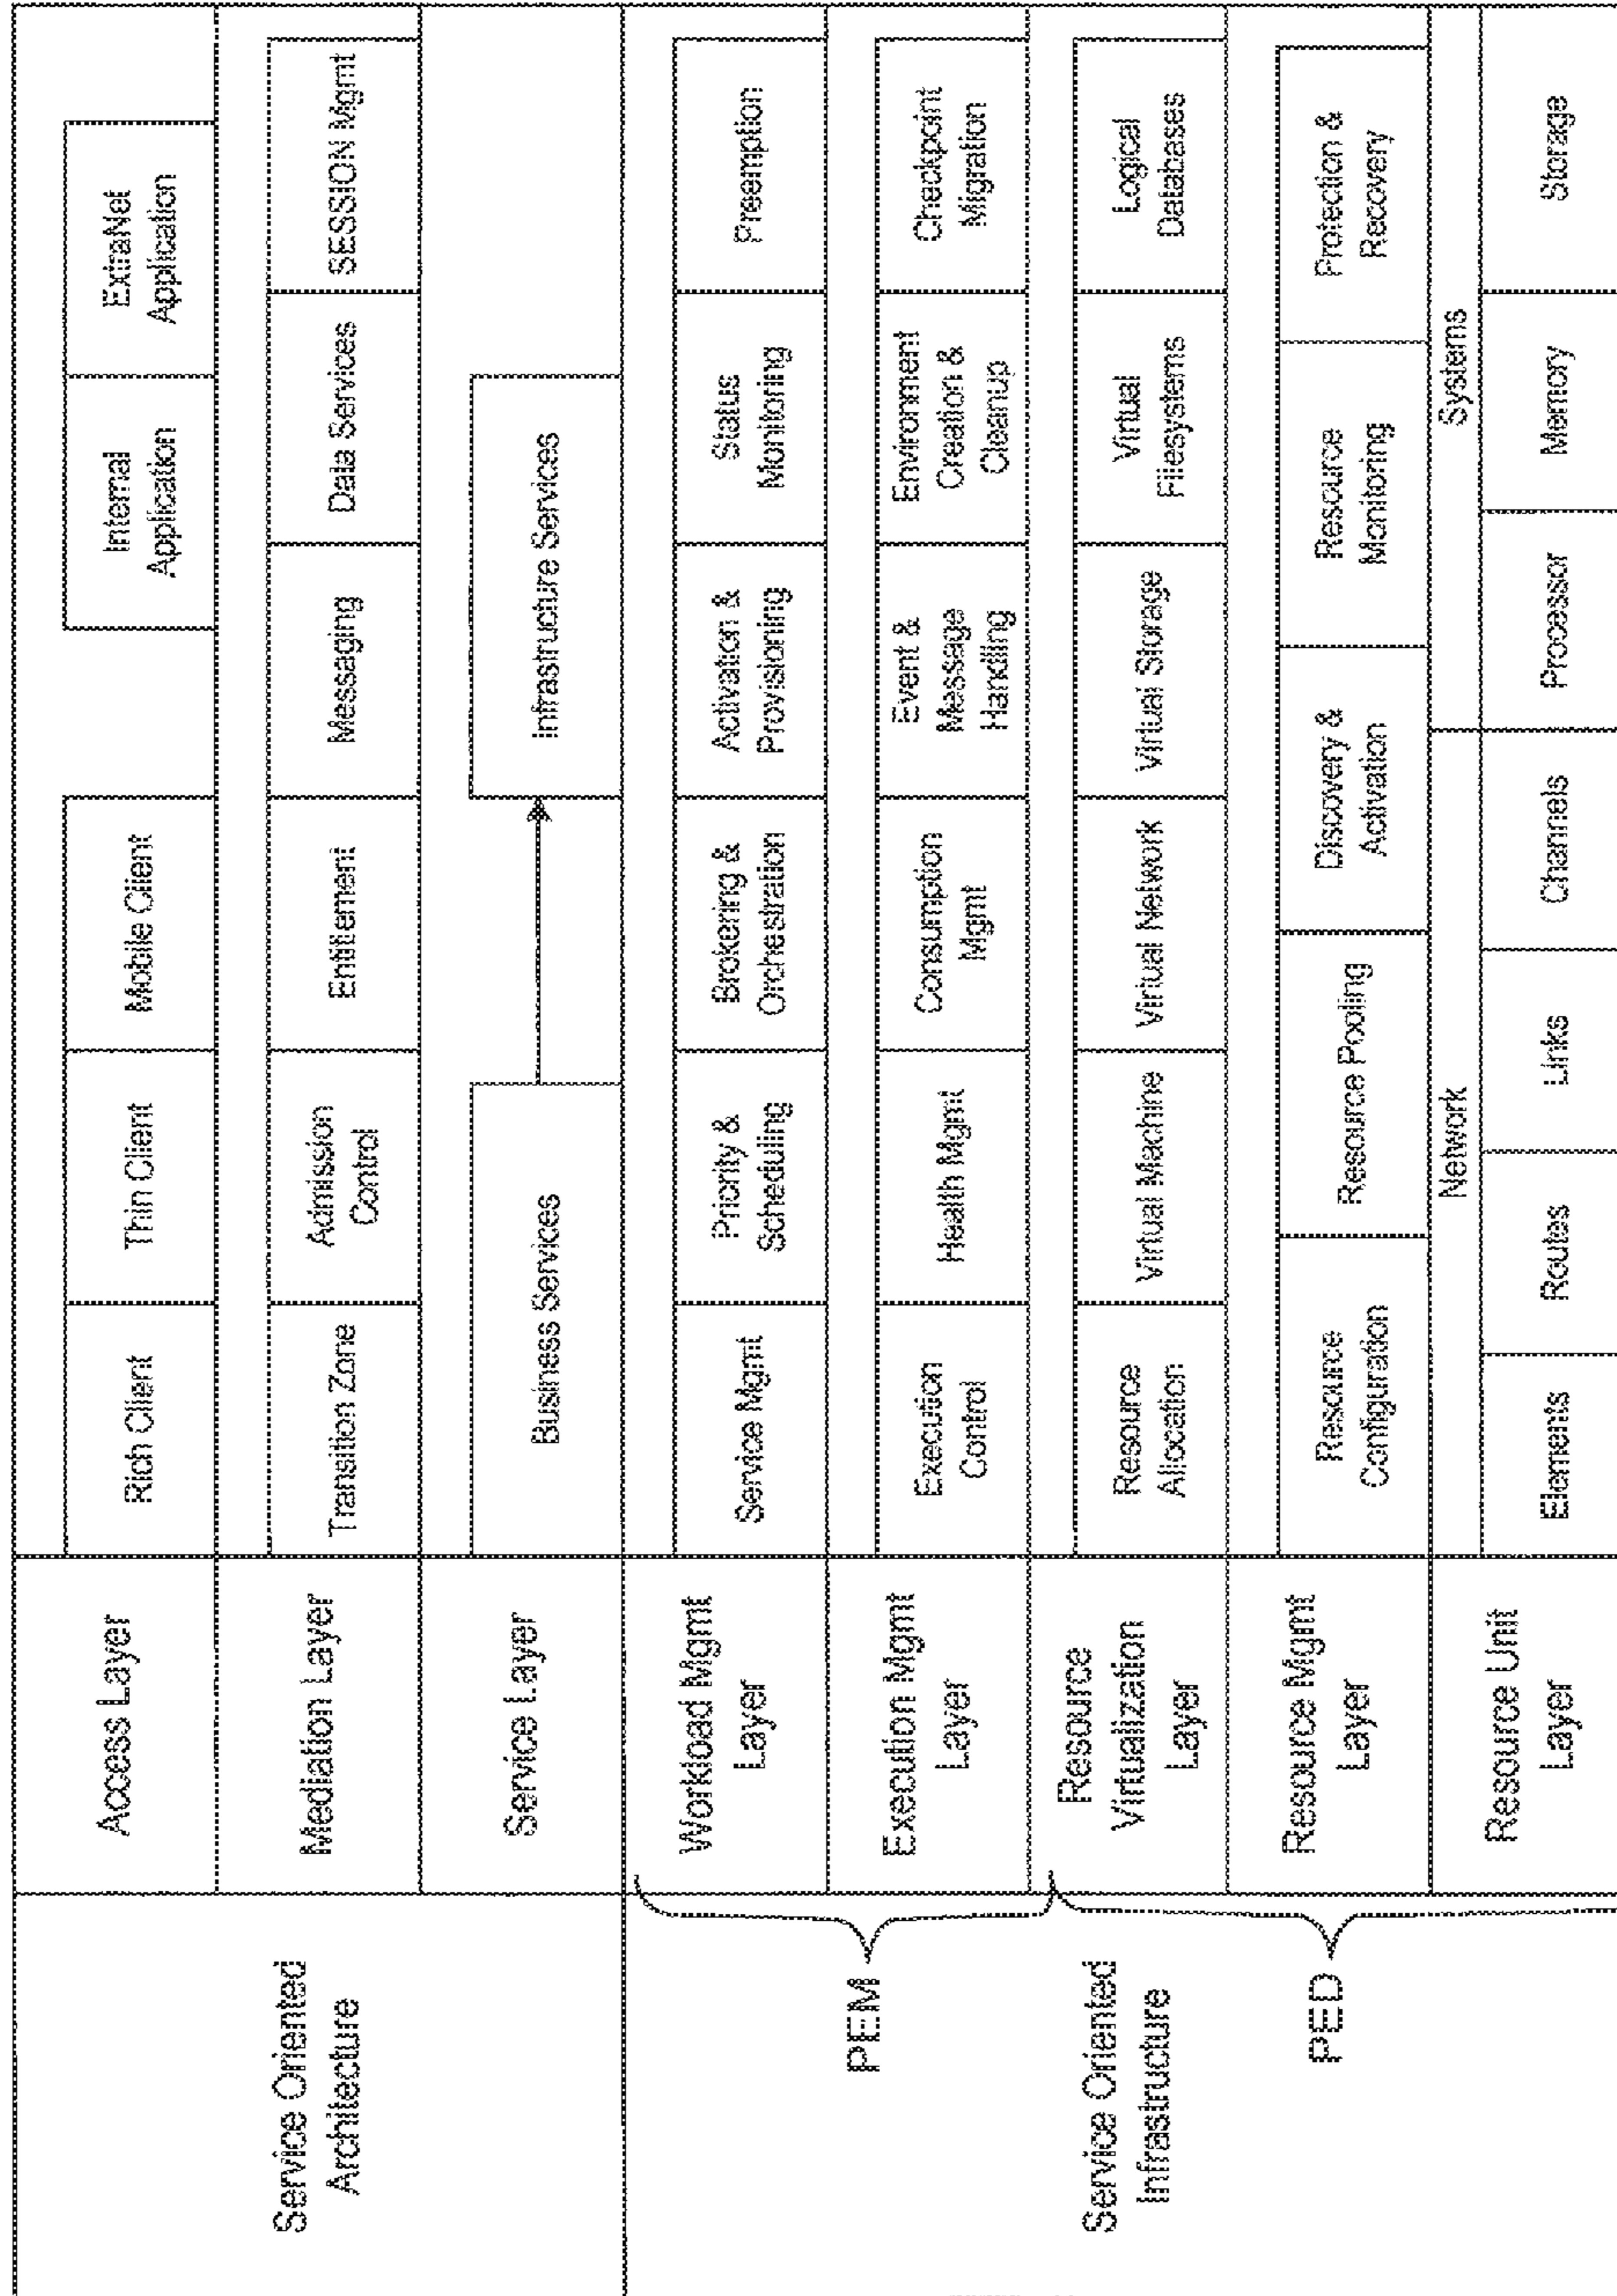 Service Oriented
Architecture
Access Layer
Rich Client
Thin Client
Mobile Client
Internal
Application
ExtraNet
Application
Mediation Layer
Transition Zone
Admission
Control
Entitlement
Messaging
Data Services
SESSION Mgmt
Service Layer
Business Services
Infrastructure Services
Service Oriented
Infrastructure
PEM
Workload Mgmt
Layer
Service Mgmt
Priority &
Scheduling
Brokering &
Orchestration
Activation &
Provisioning
Status
Monitoring
Preemption
Execution Mgmt
Layer
Execution
Control
Health Mgmt
Consumption
Mgmt
Event &
Message
Handling
Environment
Creation &
Cleanup
Checkpoint
Migration
PED
Resource
Virtualization
Layer
Resource
Allocation
Virtual Machine
Virtual Network
Virtual Storage
Virtual
Filesystems
Logical
Databases
Resource Mgmt
Layer
Resource
Configuration
Resource Pooling
Discovery &
Activation
Resource
Monitoring
Protection &
Recovery
Resource Unit
Layer
Network
Systems
Elements
Routes
Links
Channels
Processor
Memory
Storage